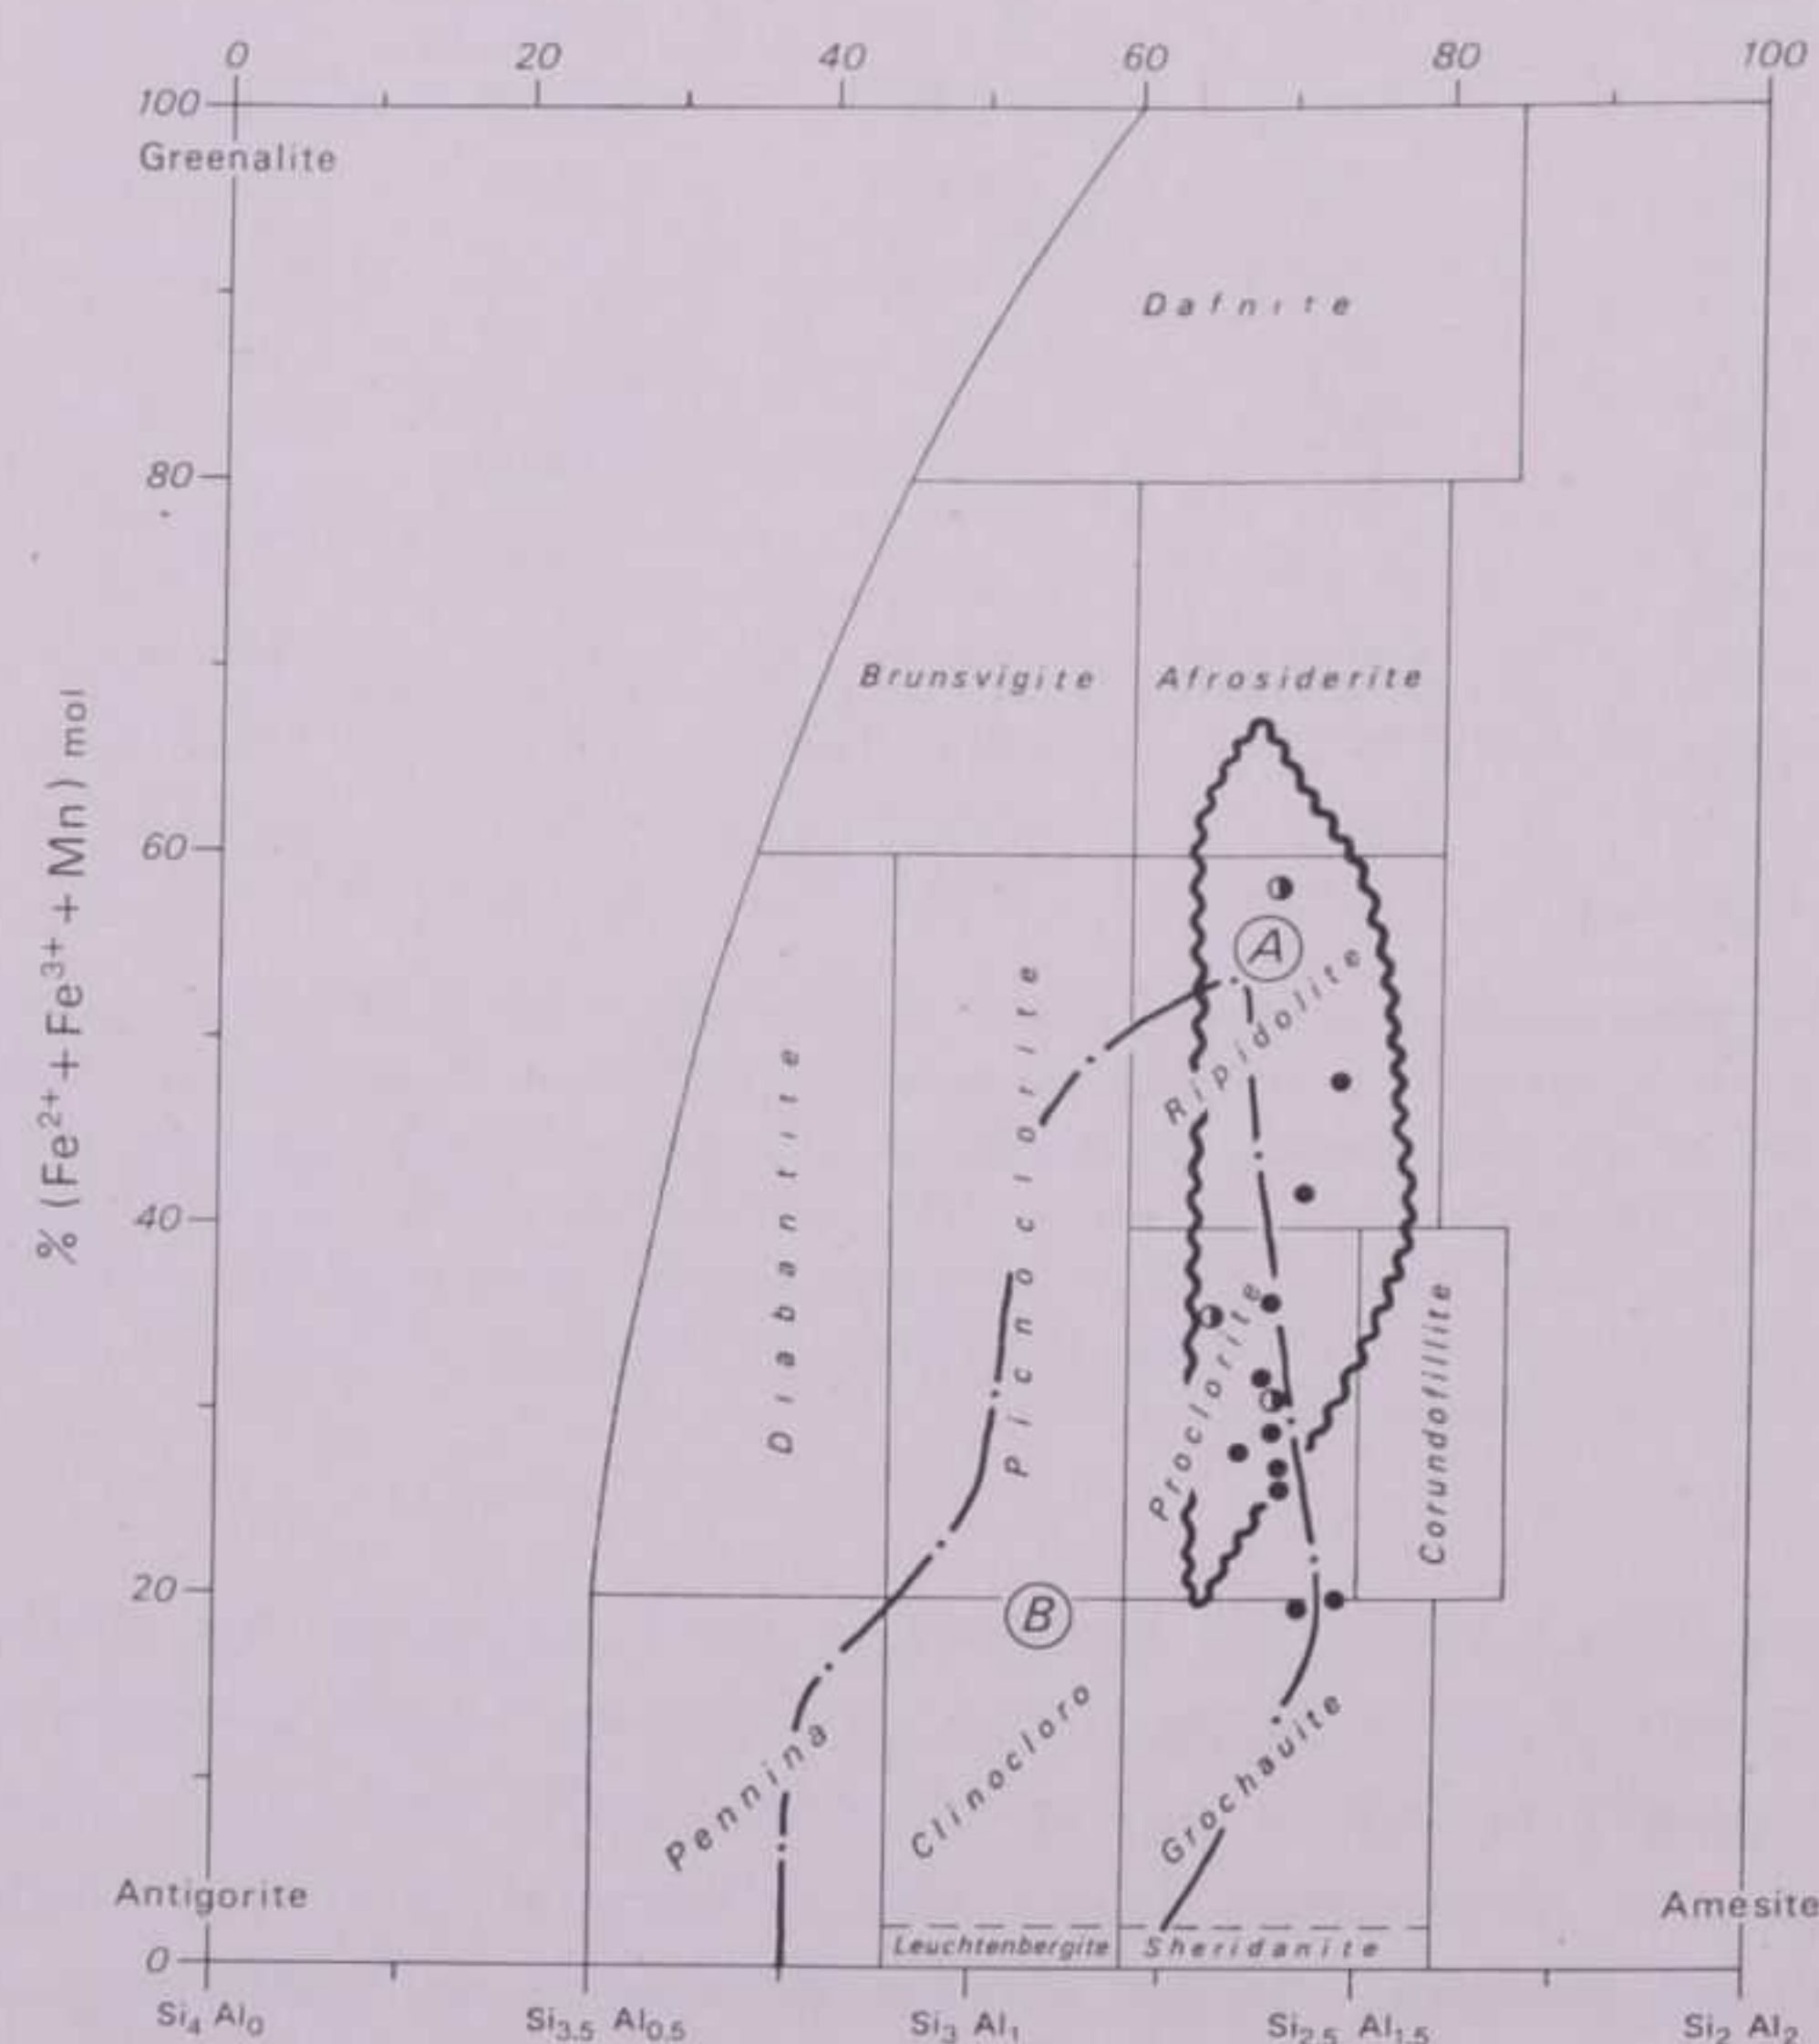 0 20 40 60 80 100
100
Greenalite
Dafnite
80
Brunsvigite Afrosiderite
% (Fe²⁺+Fe³⁺+Mn) mol
60
A
Ripidolite
Picnoclorite
Diabantite
40
Proclorite
Corundofillite
20
B
Pennina
Clinocloro
Grochauite
Antigorite
Amesite
Leuchtenbergite Sheridanite
0
Si₄ Al₀ Si₃.₅ Al₀.₅ Si₃ Al₁ Si₂.₅ Al₁.₅ Si₂ Al₂